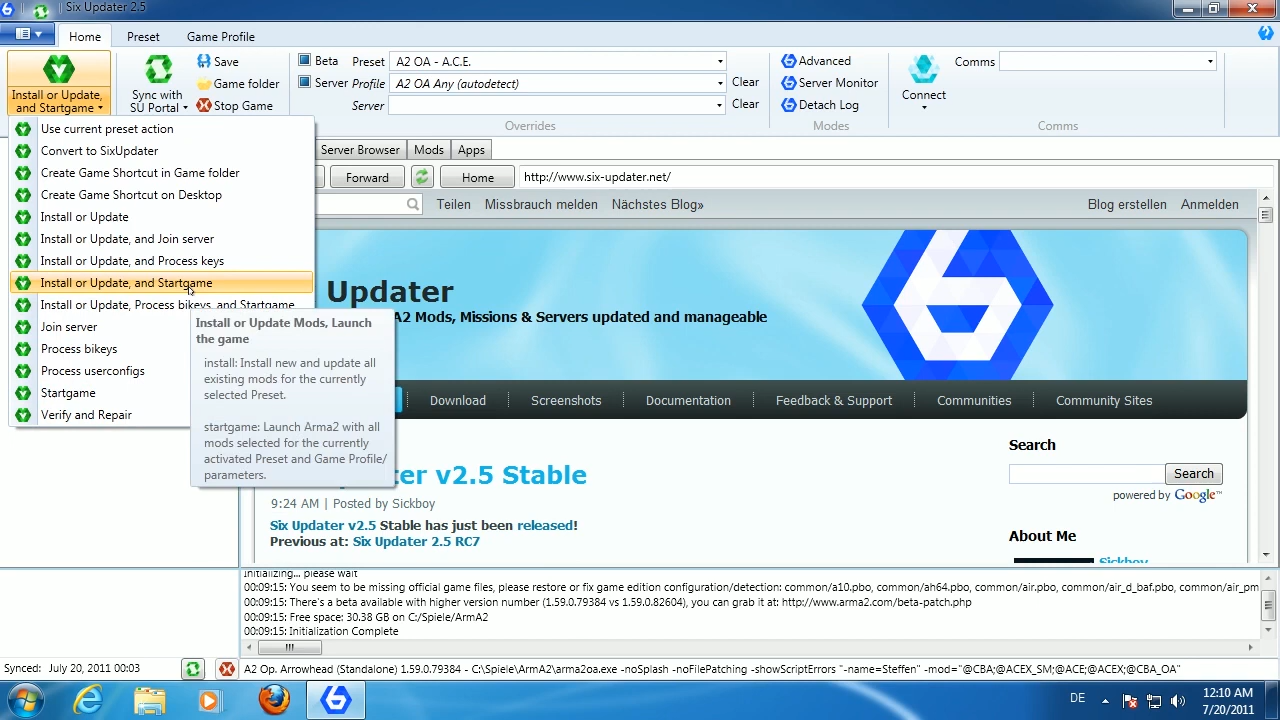 Six Updater 2.5
Home
Preset
Game Profile
Install or Update,
and Startgame
Sync with
SU Portal
Save
Game folder
Stop Game
Beta
Server
Preset
A2 OA - A.C.E.
Profile
A2 OA Any (autodetect)
Clear
Server
Clear
Overrides
Advanced
Server Monitor
Detach Log
Modes
Connect
Comms
Comms
Use current preset action
Convert to SixUpdater
Create Game Shortcut in Game folder
Create Game Shortcut on Desktop
Install or Update
Install or Update, and Join server
Install or Update, and Process keys
Install or Update, and Startgame
Install or Update, Process bikeys, and Startgame
Join server
Process bikeys
Process userconfigs
Startgame
Verify and Repair
Install or Update Mods, Launch
the game
install: Install new and update all
existing mods for the currently
selected Preset.
startgame: Launch Arma2 with all
mods selected for the currently
activated Preset and Game Profile/
parameters.
Server Browser
Mods
Apps
Forward
Home
http://www.six-updater.net/
Teilen
Missbrauch melden
Nächstes Blog»
Blog erstellen
Anmelden
Updater
A2 Mods, Missions & Servers updated and manageable
Download
Screenshots
Documentation
Feedback & Support
Communities
Community Sites
er v2.5 Stable
9:24 AM | Posted by Sickboy
Six Updater v2.5 Stable has just been released!
Previous at: Six Updater 2.5 RC7
Search
Search
powered by Google™
About Me
Sickboy
Initializing... please wait
00:09:15: You seem to be missing official game files, please restore or fix game edition configuration/detection: common/a10.pbo, common/ah64.pbo, common/air.pbo, common/air_d_baf.pbo, common/air_pm
00:09:15: There's a beta available with higher version number (1.59.0.79384 vs 1.59.0.82604), you can grab it at: http://www.arma2.com/beta-patch.php
00:09:15: Free space: 30.38 GB on C:/Spiele/ArmA2
00:09:15: Initialization Complete
Synced: July 20, 2011 00:03
A2 Op. Arrowhead (Standalone) 1.59.0.79384 - C:\Spiele\ArmA2\arma2oa.exe -noSplash -noFilePatching -showScriptErrors "-name=Steffen" -mod="@CBA;@ACEX_SM;@ACE;@ACEX;@CBA_OA"
DE
12:10 AM
7/20/2011